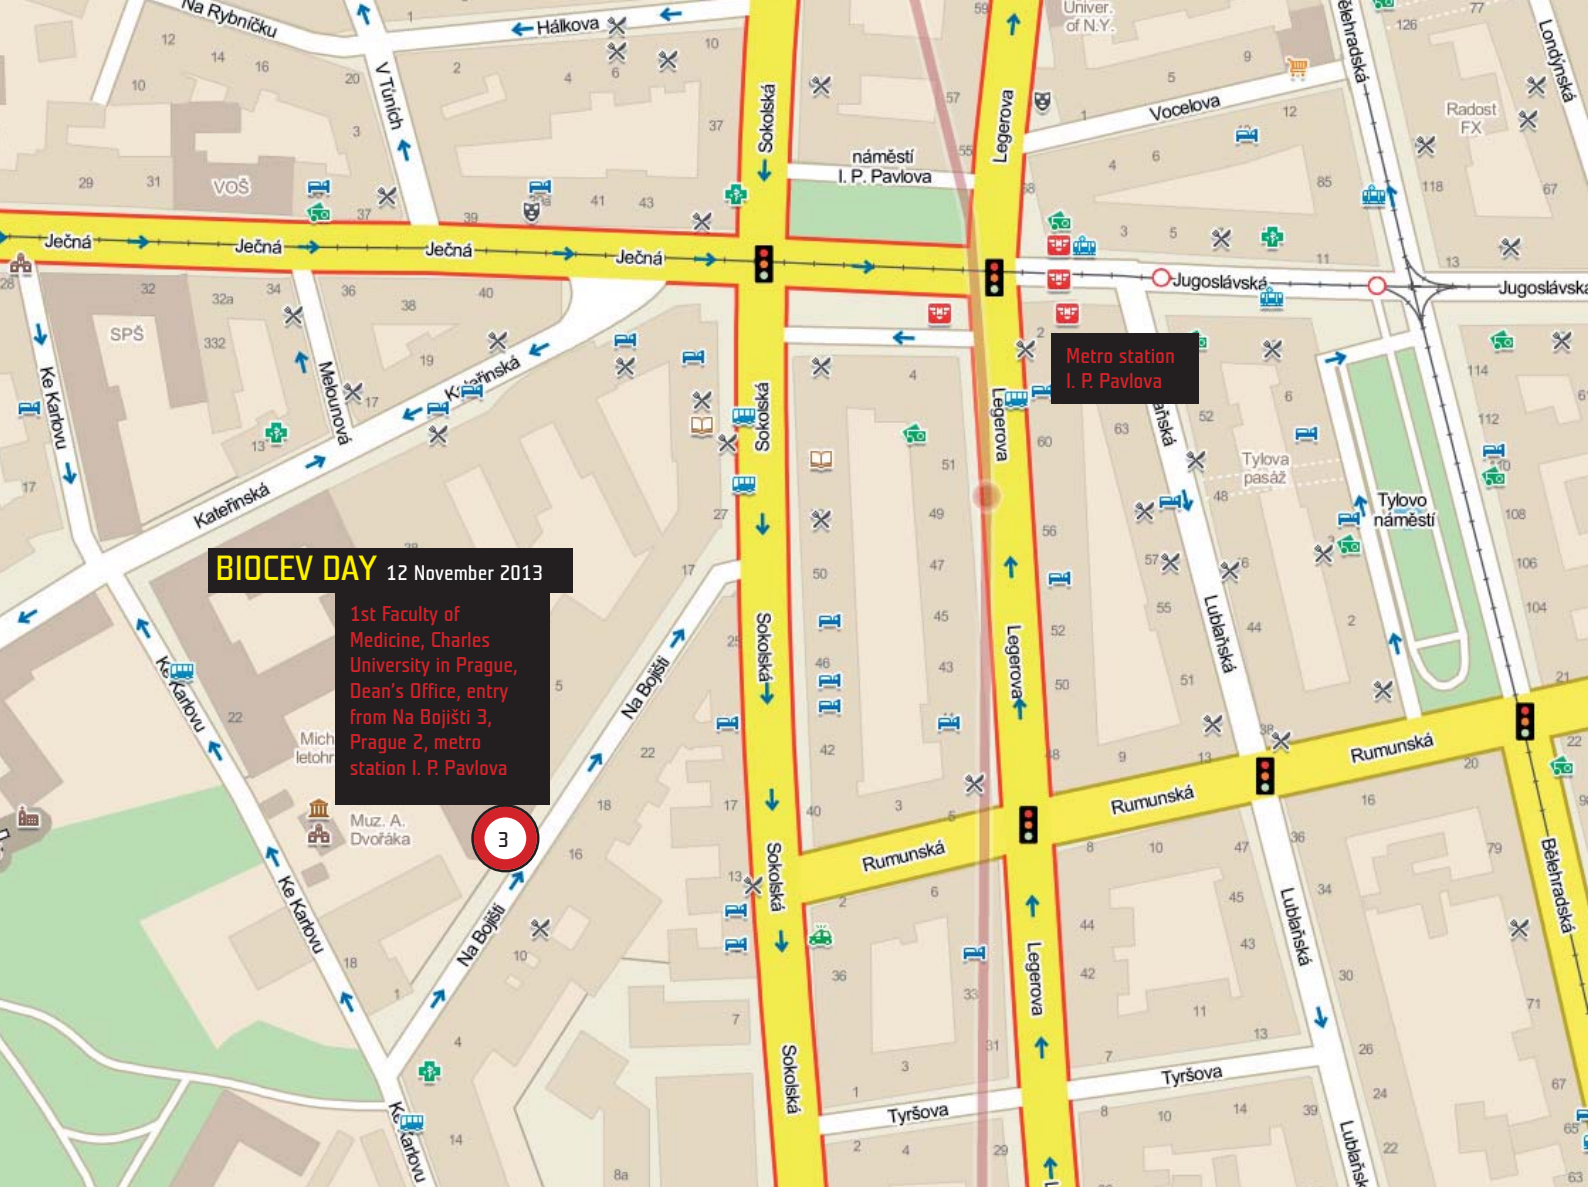 Na Rybníčku
Hálkova
V Tůních
Sokolská
Legerova
Univer.
of N.Y.
Bělehradská
Londýnská
Vocelova
Radost
FX
náměstí
I. P. Pavlova
VOŠ
Ječná
Ječná
Ječná
Ječná
Jugoslávská
Jugoslávská
SPŠ
Ke Karlovu
Melounová
Kateřinská
Kateřinská
Sokolská
Legerova
Metro station
I. P. Pavlova
Tylova
pasáž
Tylovo
náměstí
BIOCEV DAY 12 November 2013
1st Faculty of
Medicine, Charles
University in Prague,
Dean's Office, entry
from Na Bojišti 3,
Prague 2, metro
station I. P. Pavlova
3
Ke Karlovu
Na Bojišti
Sokolská
Legerova
Lublaňská
Rumunská
Rumunská
Rumunská
Muz. A.
Dvořáka
Ke Karlovu
Na Bojišti
Sokolská
Legerova
Lublaňská
Bělehradská
Tyršova
Tyršova
Sokolská
Ke Karlovu